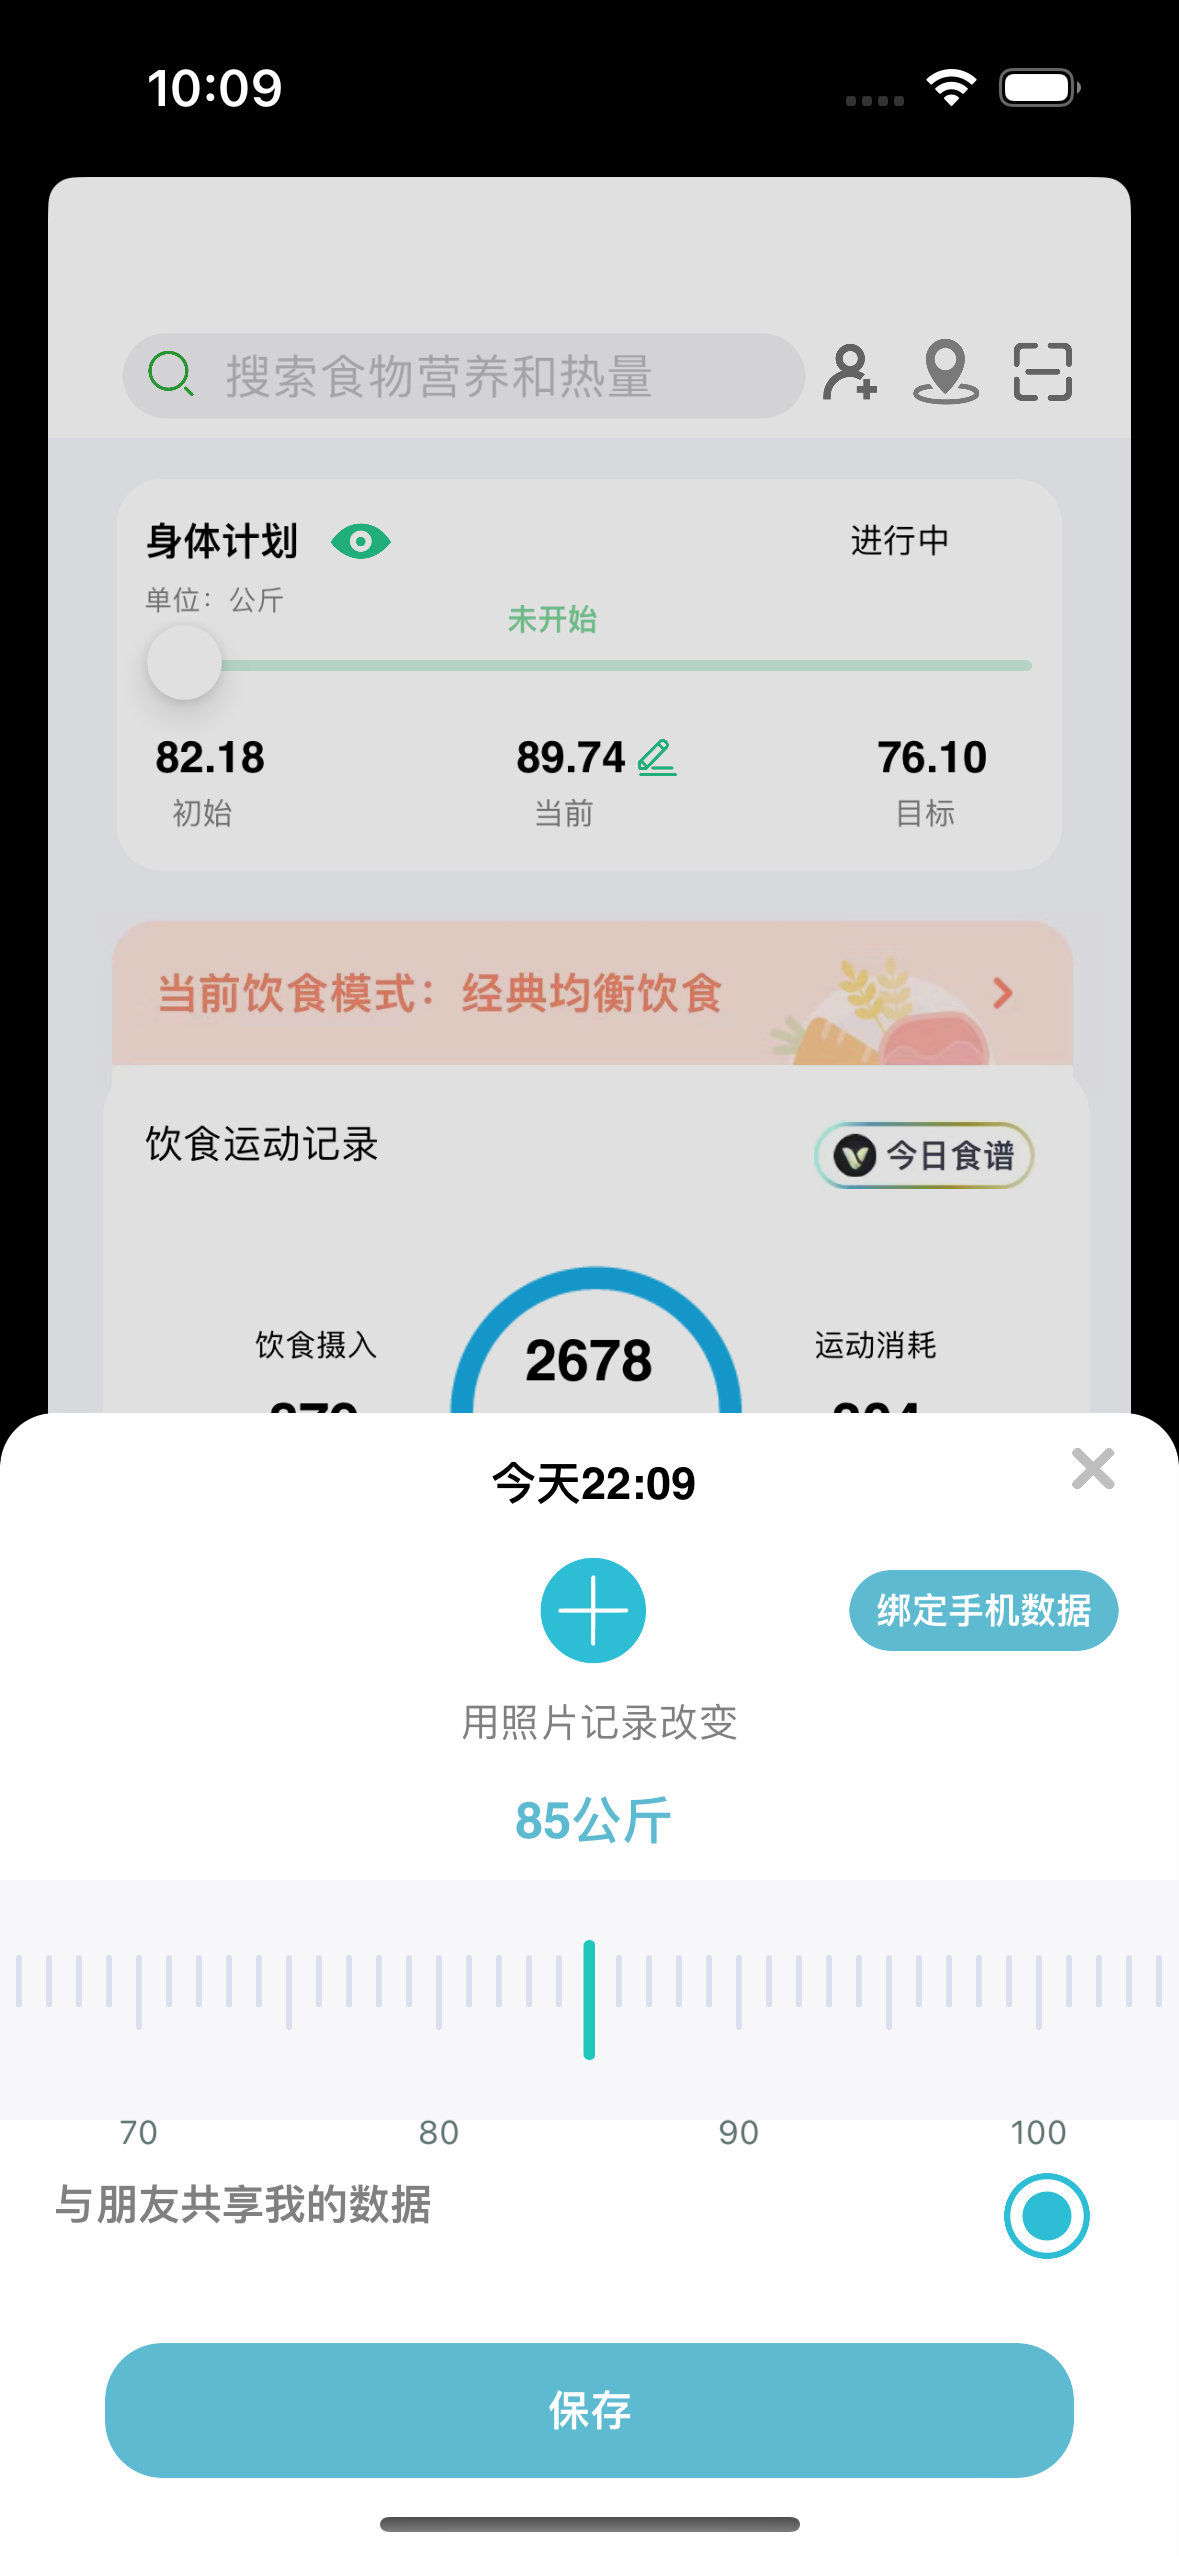 10:09
搜索食物营养和热量
身体计划
进行中
单位：公斤
未开始
82.18
89.74
76.10
初始
当前
目标
当前饮食模式：经典均衡饮食
饮食运动记录
今日食谱
饮食摄入
2678
运动消耗
今天22:09
绑定手机数据
用照片记录改变
85公斤
70
80
90
100
与朋友共享我的数据
保存